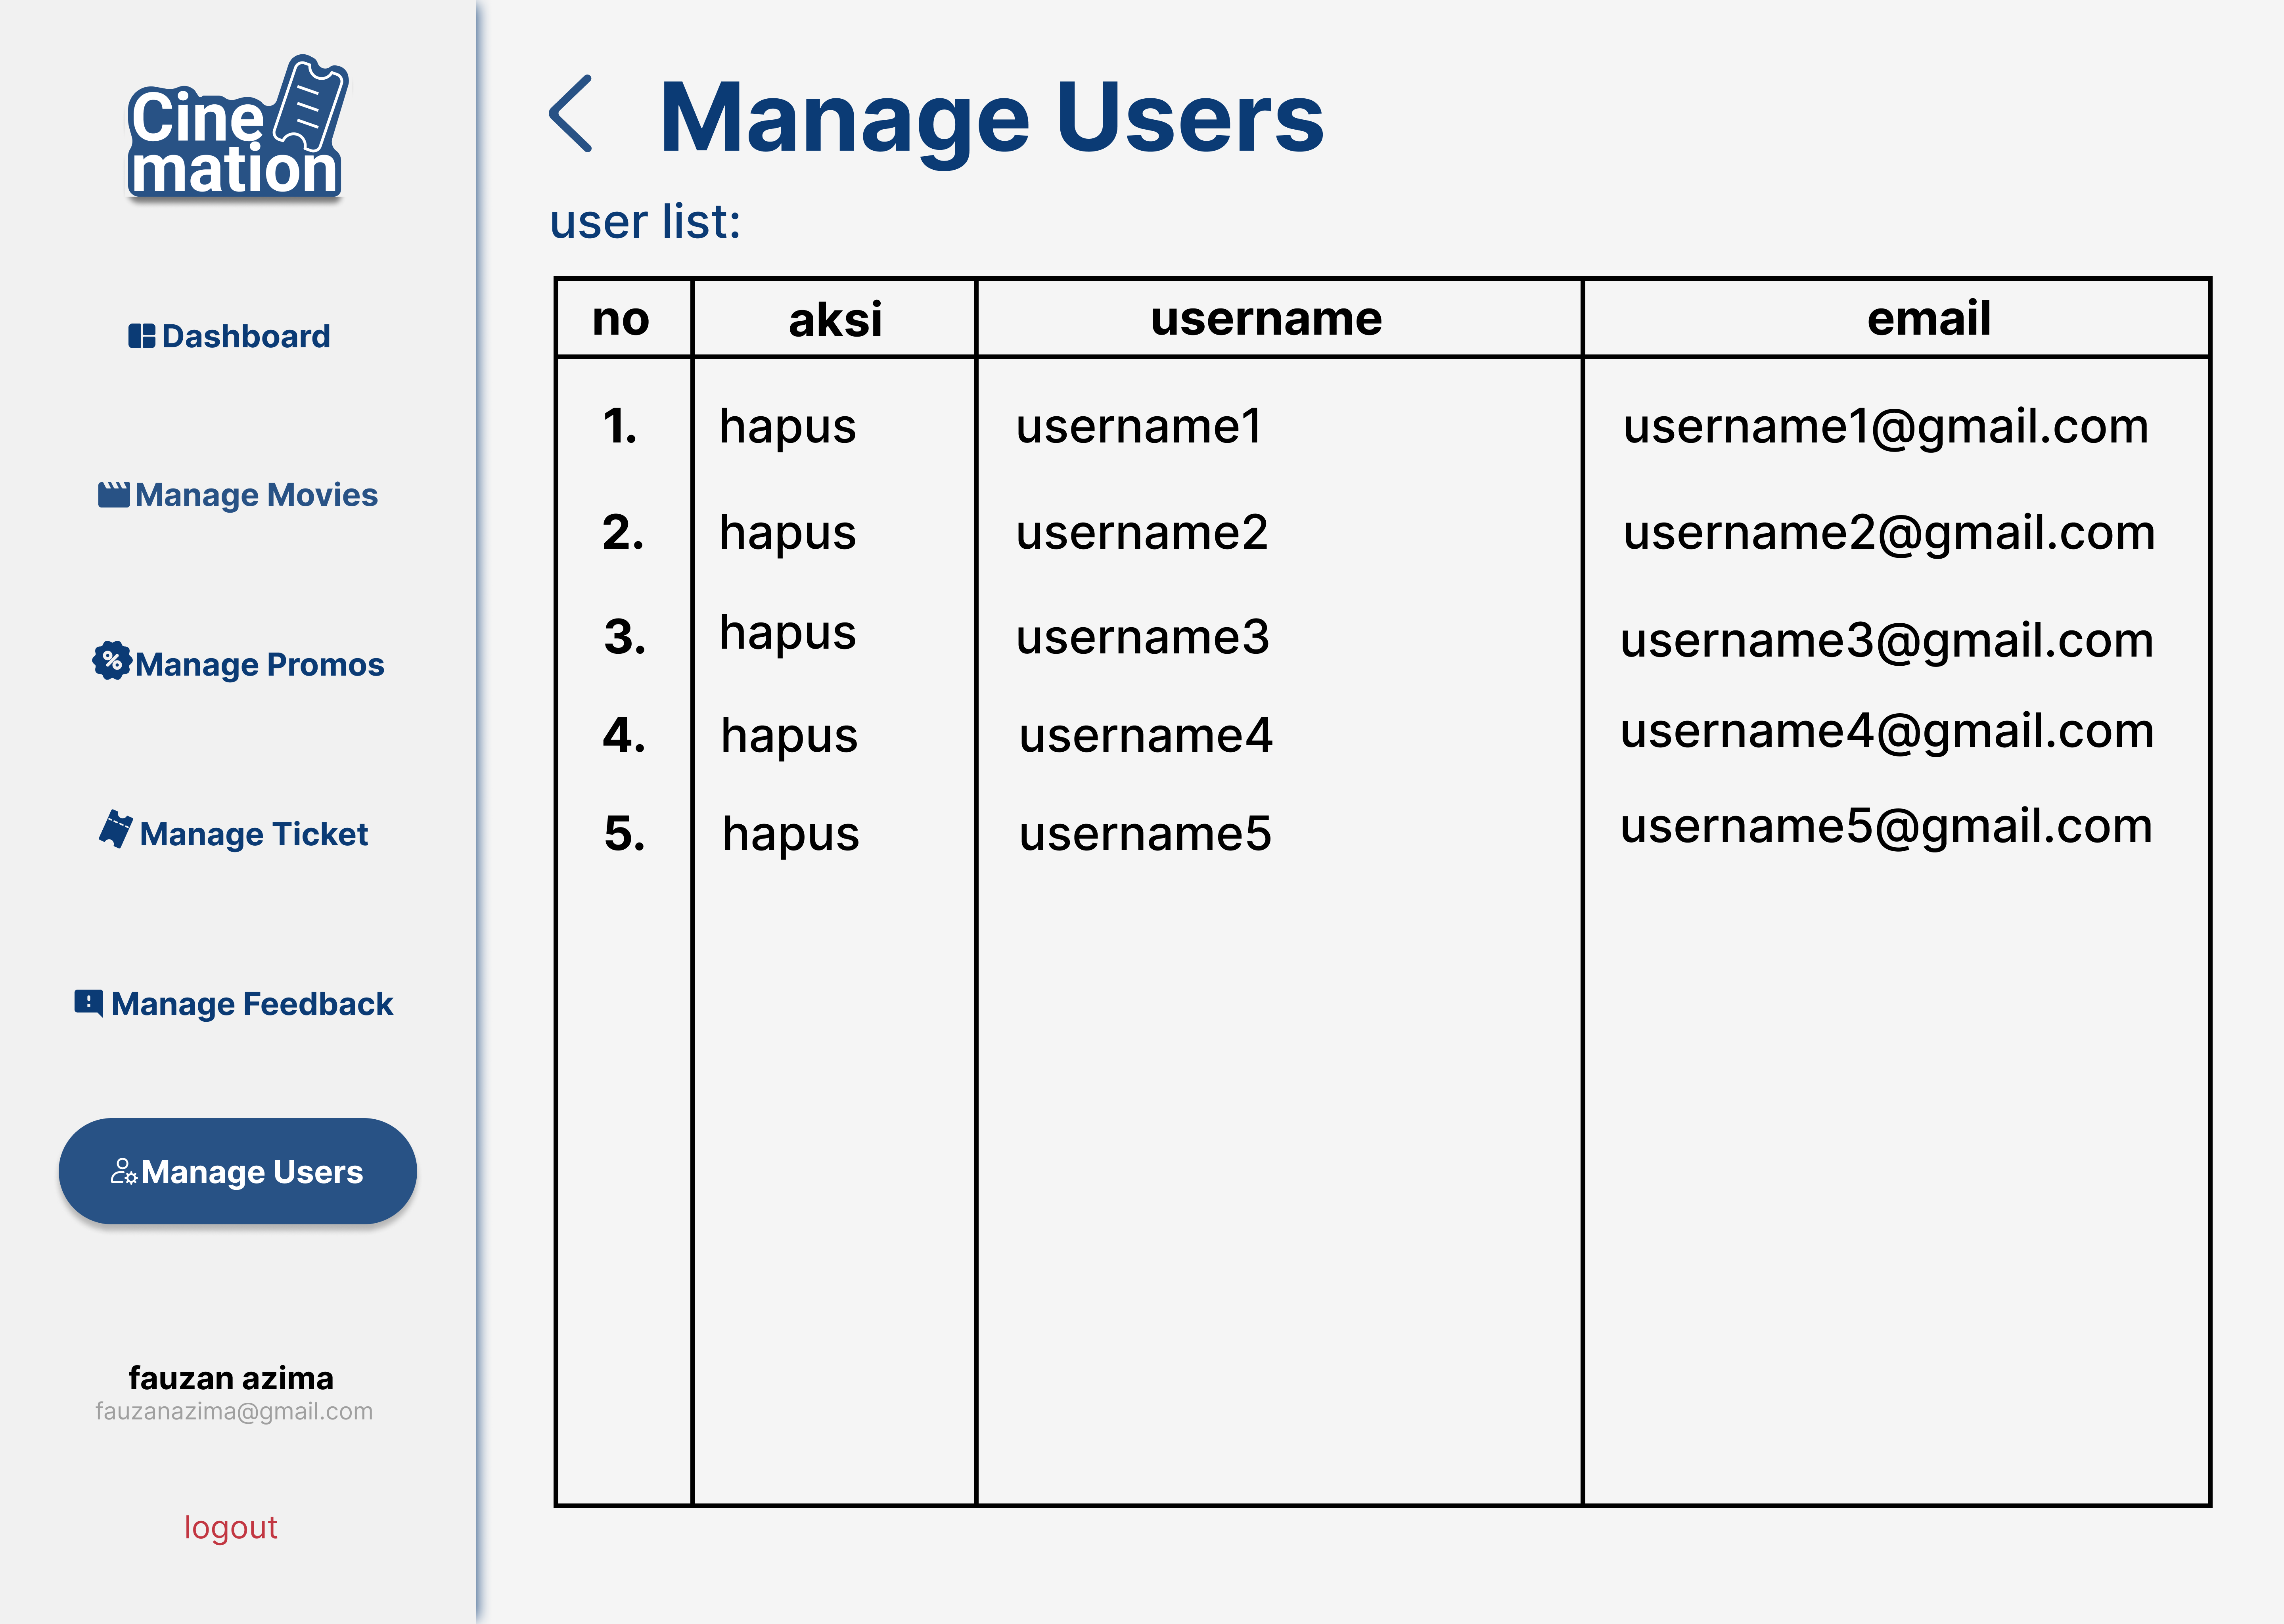 Cine
mation
Dashboard
Manage Movies
Manage Promos
Manage Ticket
Manage Feedback
Manage Users
fauzan azima
fauzanazima@gmail.com
logout
Manage Users
user list:
no aksi username email
1. hapus username1 username1@gmail.com
2. hapus username2 username2@gmail.com
3. hapus username3 username3@gmail.com
4. hapus username4 username4@gmail.com
5. hapus username5 username5@gmail.com